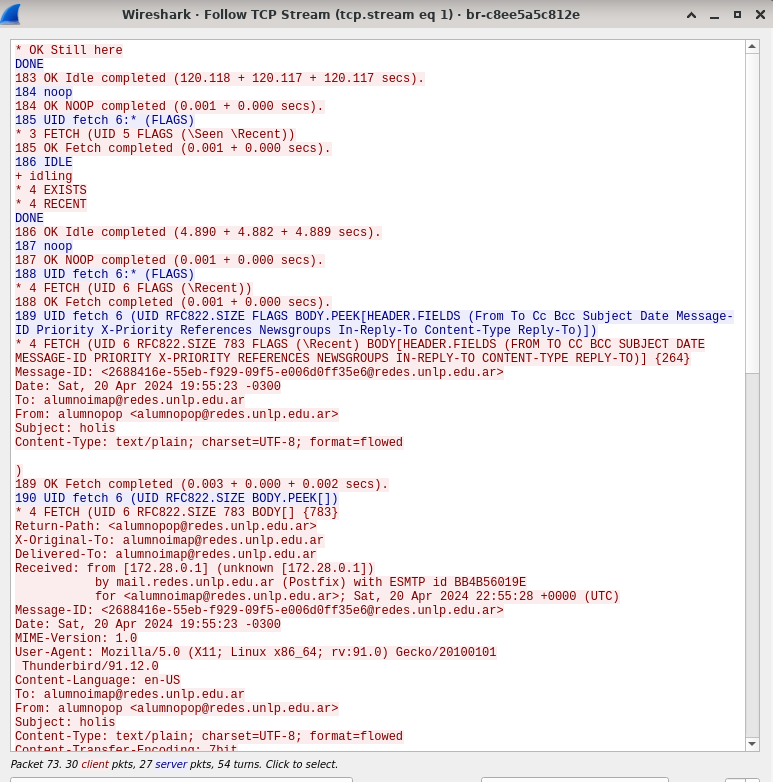 Wireshark · Follow TCP Stream (tcp.stream eq 1) · br-c8ee5a5c812e
* OK Still here
DONE
183 OK Idle completed (120.118 + 120.117 + 120.117 secs).
184 noop
184 OK NOOP completed (0.001 + 0.000 secs).
185 UID fetch 6:* (FLAGS)
* 3 FETCH (UID 5 FLAGS (\Seen \Recent))
185 OK Fetch completed (0.001 + 0.000 secs).
186 IDLE
+ idling
* 4 EXISTS
* 4 RECENT
DONE
186 OK Idle completed (4.890 + 4.882 + 4.889 secs).
187 noop
187 OK NOOP completed (0.001 + 0.000 secs).
188 UID fetch 6:* (FLAGS)
* 4 FETCH (UID 6 FLAGS (\Recent))
188 OK Fetch completed (0.001 + 0.000 secs).
189 UID fetch 6 (UID RFC822.SIZE FLAGS BODY.PEEK[HEADER.FIELDS (From To Cc Bcc Subject Date Message-
ID Priority X-Priority References Newsgroups In-Reply-To Content-Type Reply-To)])
* 4 FETCH (UID 6 RFC822.SIZE 783 FLAGS (\Recent) BODY[HEADER.FIELDS (FROM TO CC BCC SUBJECT DATE
MESSAGE-ID PRIORITY X-PRIORITY REFERENCES NEWSGROUPS IN-REPLY-TO CONTENT-TYPE REPLY-TO)] {264}
Message-ID: <2688416e-55eb-f929-09f5-e006d0ff35e6@redes.unlp.edu.ar>
Date: Sat, 20 Apr 2024 19:55:23 -0300
To: alumnoimap@redes.unlp.edu.ar
From: alumnopop <alumnopop@redes.unlp.edu.ar>
Subject: holis
Content-Type: text/plain; charset=UTF-8; format=flowed
)
189 OK Fetch completed (0.003 + 0.000 + 0.002 secs).
190 UID fetch 6 (UID RFC822.SIZE BODY.PEEK[])
* 4 FETCH (UID 6 RFC822.SIZE 783 BODY[] {783}
Return-Path: <alumnopop@redes.unlp.edu.ar>
X-Original-To: alumnoimap@redes.unlp.edu.ar
Delivered-To: alumnoimap@redes.unlp.edu.ar
Received: from [172.28.0.1] (unknown [172.28.0.1])
by mail.redes.unlp.edu.ar (Postfix) with ESMTP id BB4B56019E
for <alumnoimap@redes.unlp.edu.ar>; Sat, 20 Apr 2024 22:55:28 +0000 (UTC)
Message-ID: <2688416e-55eb-f929-09f5-e006d0ff35e6@redes.unlp.edu.ar>
Date: Sat, 20 Apr 2024 19:55:23 -0300
MIME-Version: 1.0
User-Agent: Mozilla/5.0 (X11; Linux x86_64; rv:91.0) Gecko/20100101
Thunderbird/91.12.0
Content-Language: en-US
To: alumnoimap@redes.unlp.edu.ar
From: alumnopop <alumnopop@redes.unlp.edu.ar>
Subject: holis
Content-Type: text/plain; charset=UTF-8; format=flowed
Content-Transfer-Encoding: 7bit
Packet 73. 30 client pkts, 27 server pkts, 54 turns. Click to select.